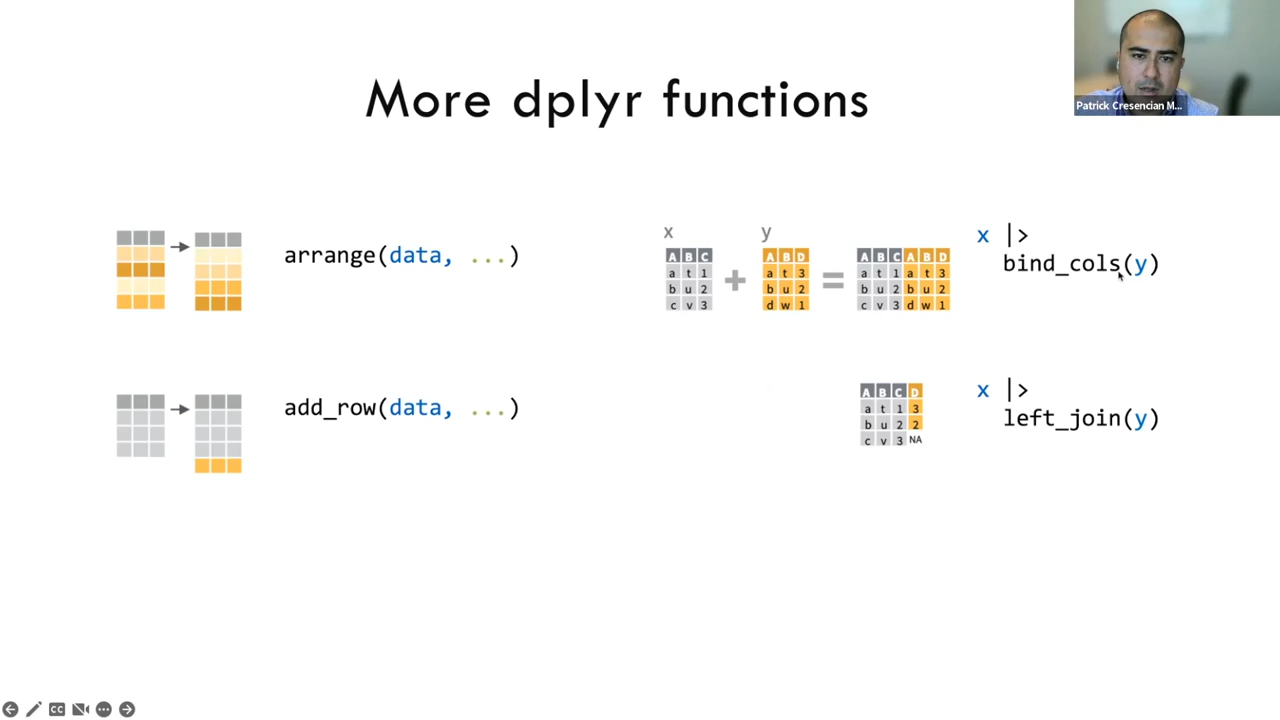 More dplyr functions
Patrick Cresencian M...
arrange(data, ...)
x
A B C
a t 1
b u 2
c v 3
+
y
A B D
a t 3
b u 2
d w 1
=
A B C A B D
a t 1 a t 3
b u 2 b u 2
c v 3 d w 1
x |>
bind_cols(y)
add_row(data, ...)
A B C D
a t 1 3
b u 2 2
c v 3 NA
x |>
left_join(y)
CC